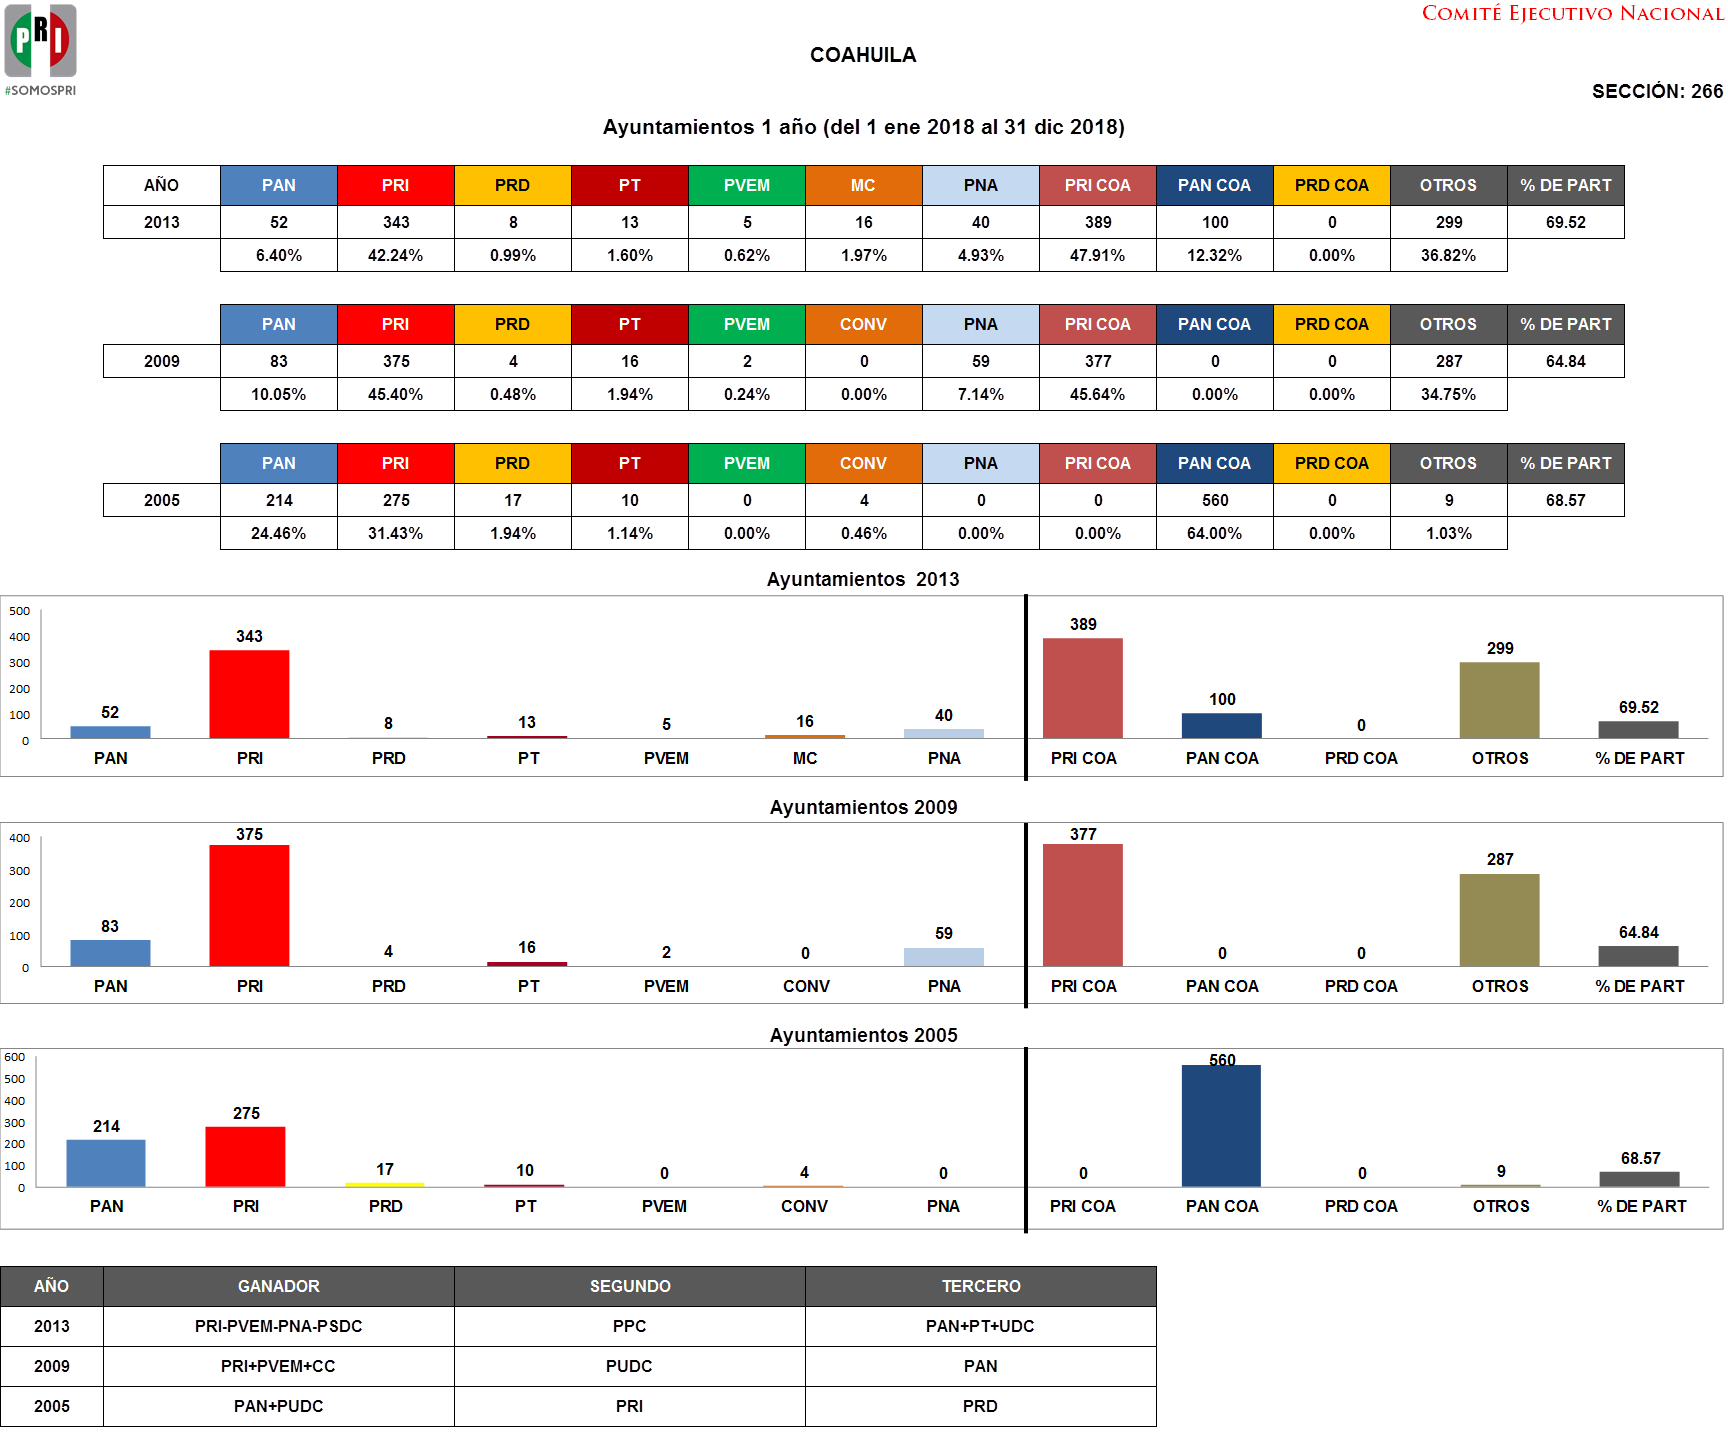 PRI
#SOMOSPRI
COMITÉ EJECUTIVO NACIONAL
COAHUILA
SECCIÓN: 266
Ayuntamientos 1 año (del 1 ene 2018 al 31 dic 2018)
AÑO PAN PRI PRD PT PVEM MC PNA PRI COA PAN COA PRD COA OTROS % DE PART
2013 52 343 8 13 5 16 40 389 100 0 299 69.52
6.40% 42.24% 0.99% 1.60% 0.62% 1.97% 4.93% 47.91% 12.32% 0.00% 36.82%
PAN PRI PRD PT PVEM CONV PNA PRI COA PAN COA PRD COA OTROS % DE PART
2009 83 375 4 16 2 0 59 377 0 0 287 64.84
10.05% 45.40% 0.48% 1.94% 0.24% 0.00% 7.14% 45.64% 0.00% 0.00% 34.75%
PAN PRI PRD PT PVEM CONV PNA PRI COA PAN COA PRD COA OTROS % DE PART
2005 214 275 17 10 0 4 0 0 560 0 9 68.57
24.46% 31.43% 1.94% 1.14% 0.00% 0.46% 0.00% 0.00% 64.00% 0.00% 1.03%
Ayuntamientos 2013
500
400
300
200
100
0
52 343 8 13 5 16 40 389 100 0 299 69.52
PAN PRI PRD PT PVEM MC PNA PRI COA PAN COA PRD COA OTROS % DE PART
Ayuntamientos 2009
400
300
200
100
0
83 375 4 16 2 0 59 377 0 0 287 64.84
PAN PRI PRD PT PVEM CONV PNA PRI COA PAN COA PRD COA OTROS % DE PART
Ayuntamientos 2005
600
500
400
300
200
100
0
214 275 17 10 0 4 0 0 560 0 9 68.57
PAN PRI PRD PT PVEM CONV PNA PRI COA PAN COA PRD COA OTROS % DE PART
AÑO GANADOR SEGUNDO TERCERO
2013 PRI-PVEM-PNA-PSDC PPC PAN+PT+UDC
2009 PRI+PVEM+CC PUDC PAN
2005 PAN+PUDC PRI PRD